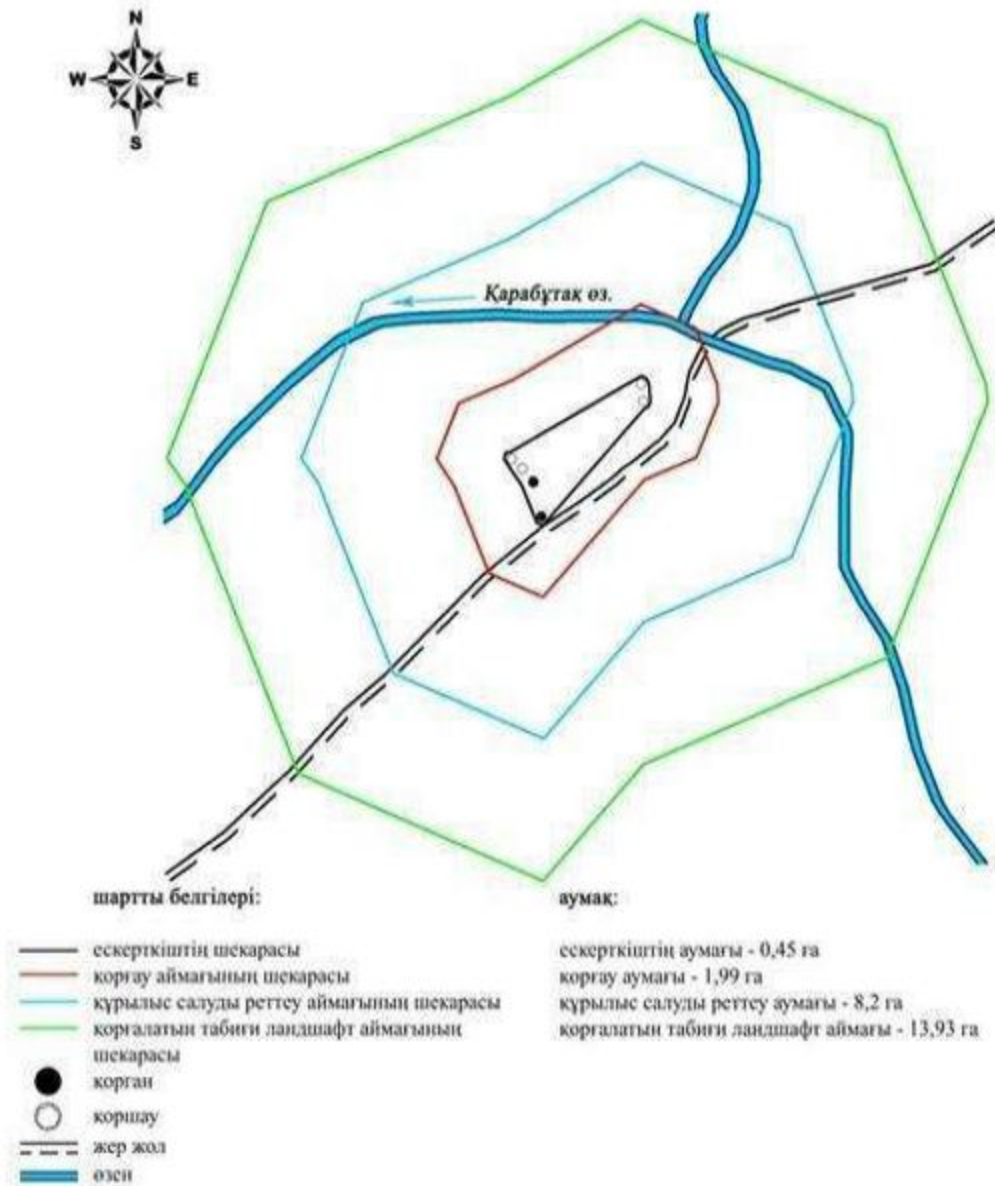 N
W E
S
Қарабұтақ өз.
шартты белгілері:
аумақ:
ескерткіштің шекарасы
ескерткіштің аумағы - 0,45 га
қорғау аймағының шекарасы
қорғау аумағы - 1,99 га
құрылыс салуды реттеу аймағының шекарасы
құрылыс салуды реттеу аумағы - 8,2 га
қорғалатын табиғи ландшафт аймағының
қорғалатын табиғи ландшафт аймағы - 13,93 га
шекарасы
қорған
қоршау
жер жол
өзен